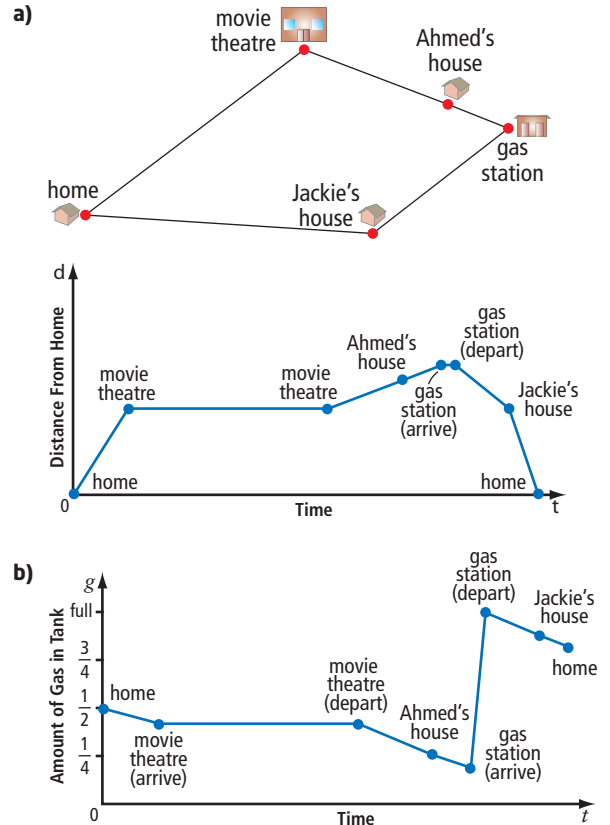 a)
movie
theatre
Ahmed's
house
gas
station
home
Jackie's
house
d
Distance From Home
movie
theatre
movie
theatre
Ahmed's
house
gas
station
(arrive)
gas
station
(depart)
Jackie's
house
home
home
0
Time
t
b)
g
Amount of Gas in Tank
full
3/4
1/2
1/4
0
home
movie
theatre
(arrive)
movie
theatre
(depart)
Ahmed's
house
gas
station
(arrive)
gas
station
(depart)
Jackie's
house
home
Time
t